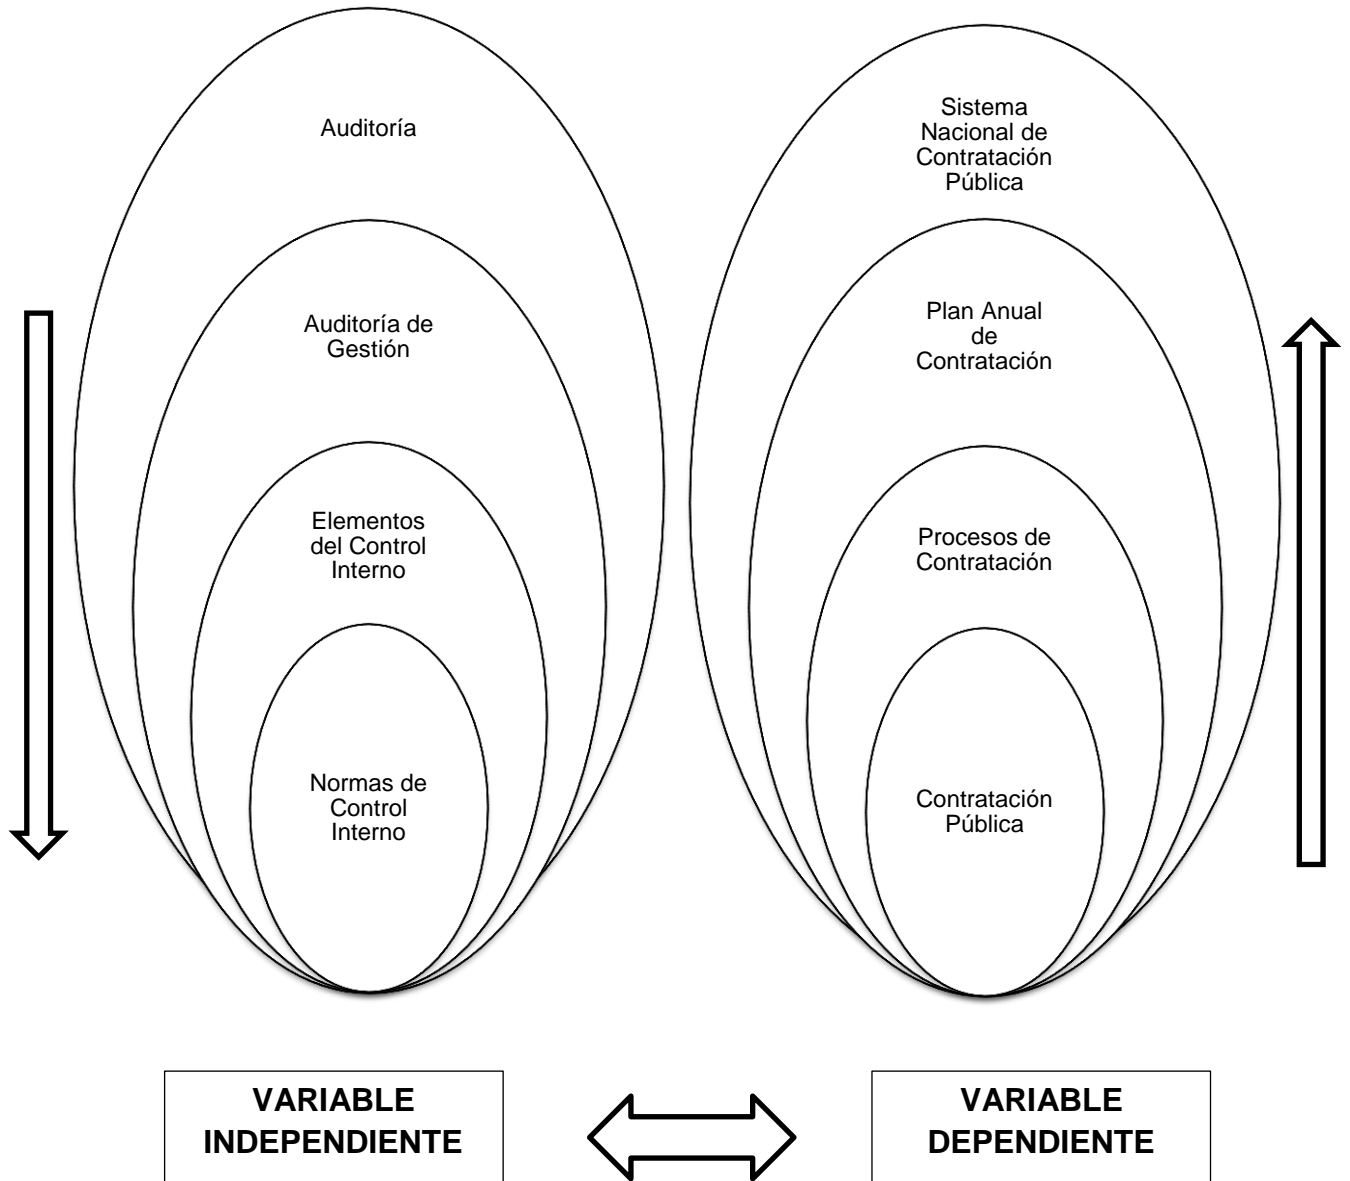 Auditoría
Auditoría de
Gestión
Elementos
del Control
Interno
Normas de
Control
Interno
Sistema
Nacional de
Contratación
Pública
Plan Anual
de
Contratación
Procesos de
Contratación
Contratación
Pública
VARIABLE
INDEPENDIENTE
VARIABLE
DEPENDIENTE